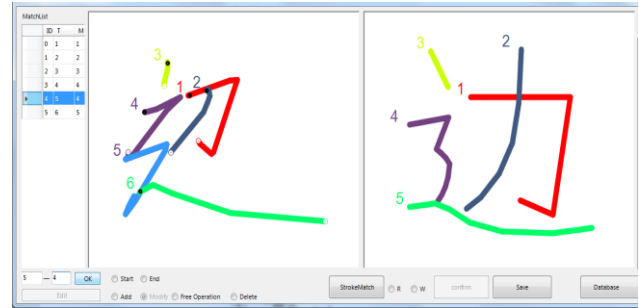 MatchList
ID T M
0 1 1
1 2 2
2 3 3
3 4 4
4 5 4
5 6 5
3
1 2
4
5
6
2
3
1
4
5
5 — 4 OK Start End
Edit Add Modify Free Operation Delete
StrokeMatch R W confirm Save Database